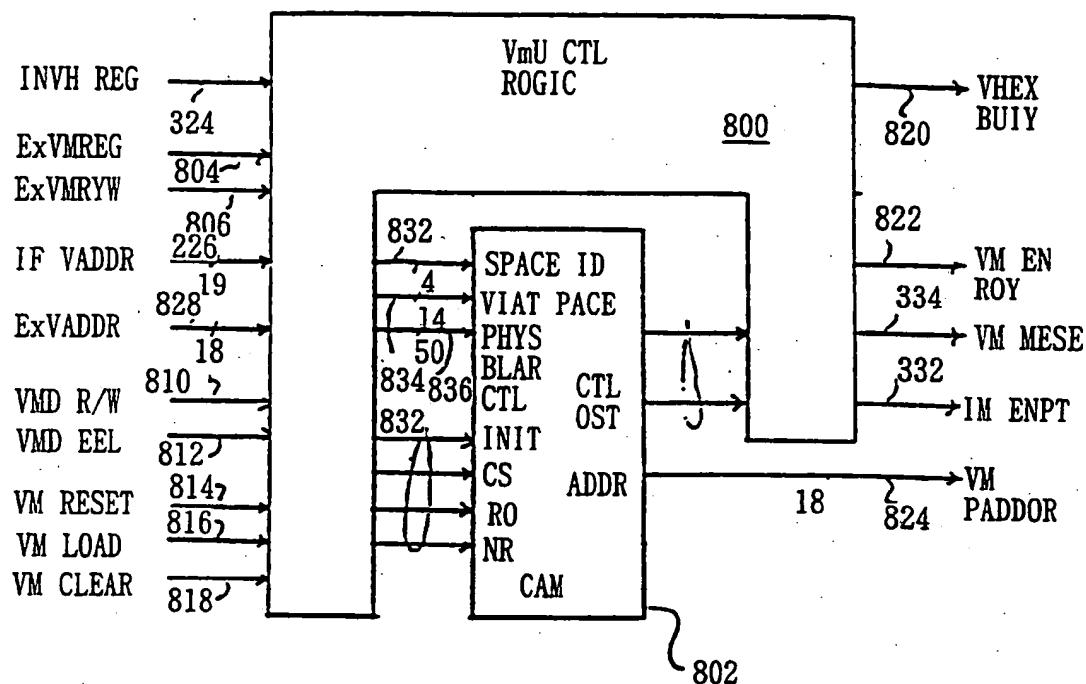 VmU CTL
ROGIC
800
INVH REG
324
ExVMREG
804
ExVMRYW
806
IF VADDR
226
19
ExVADDR
828
18
VMD R/W
810
VMD EEL
812
VM RESET
814
VM LOAD
816
VM CLEAR
818
832
SPACE ID
4
VIAT PACE
14
PHYS
50
BLAR
834
836
CTL
832
INIT
CS
RO
NR
CTL
OST
ADDR
CAM
802
VHEX
BUIY
820
822
VM EN
ROY
334
VM MESE
332
IM ENPT
18
824
VM
PADDOR